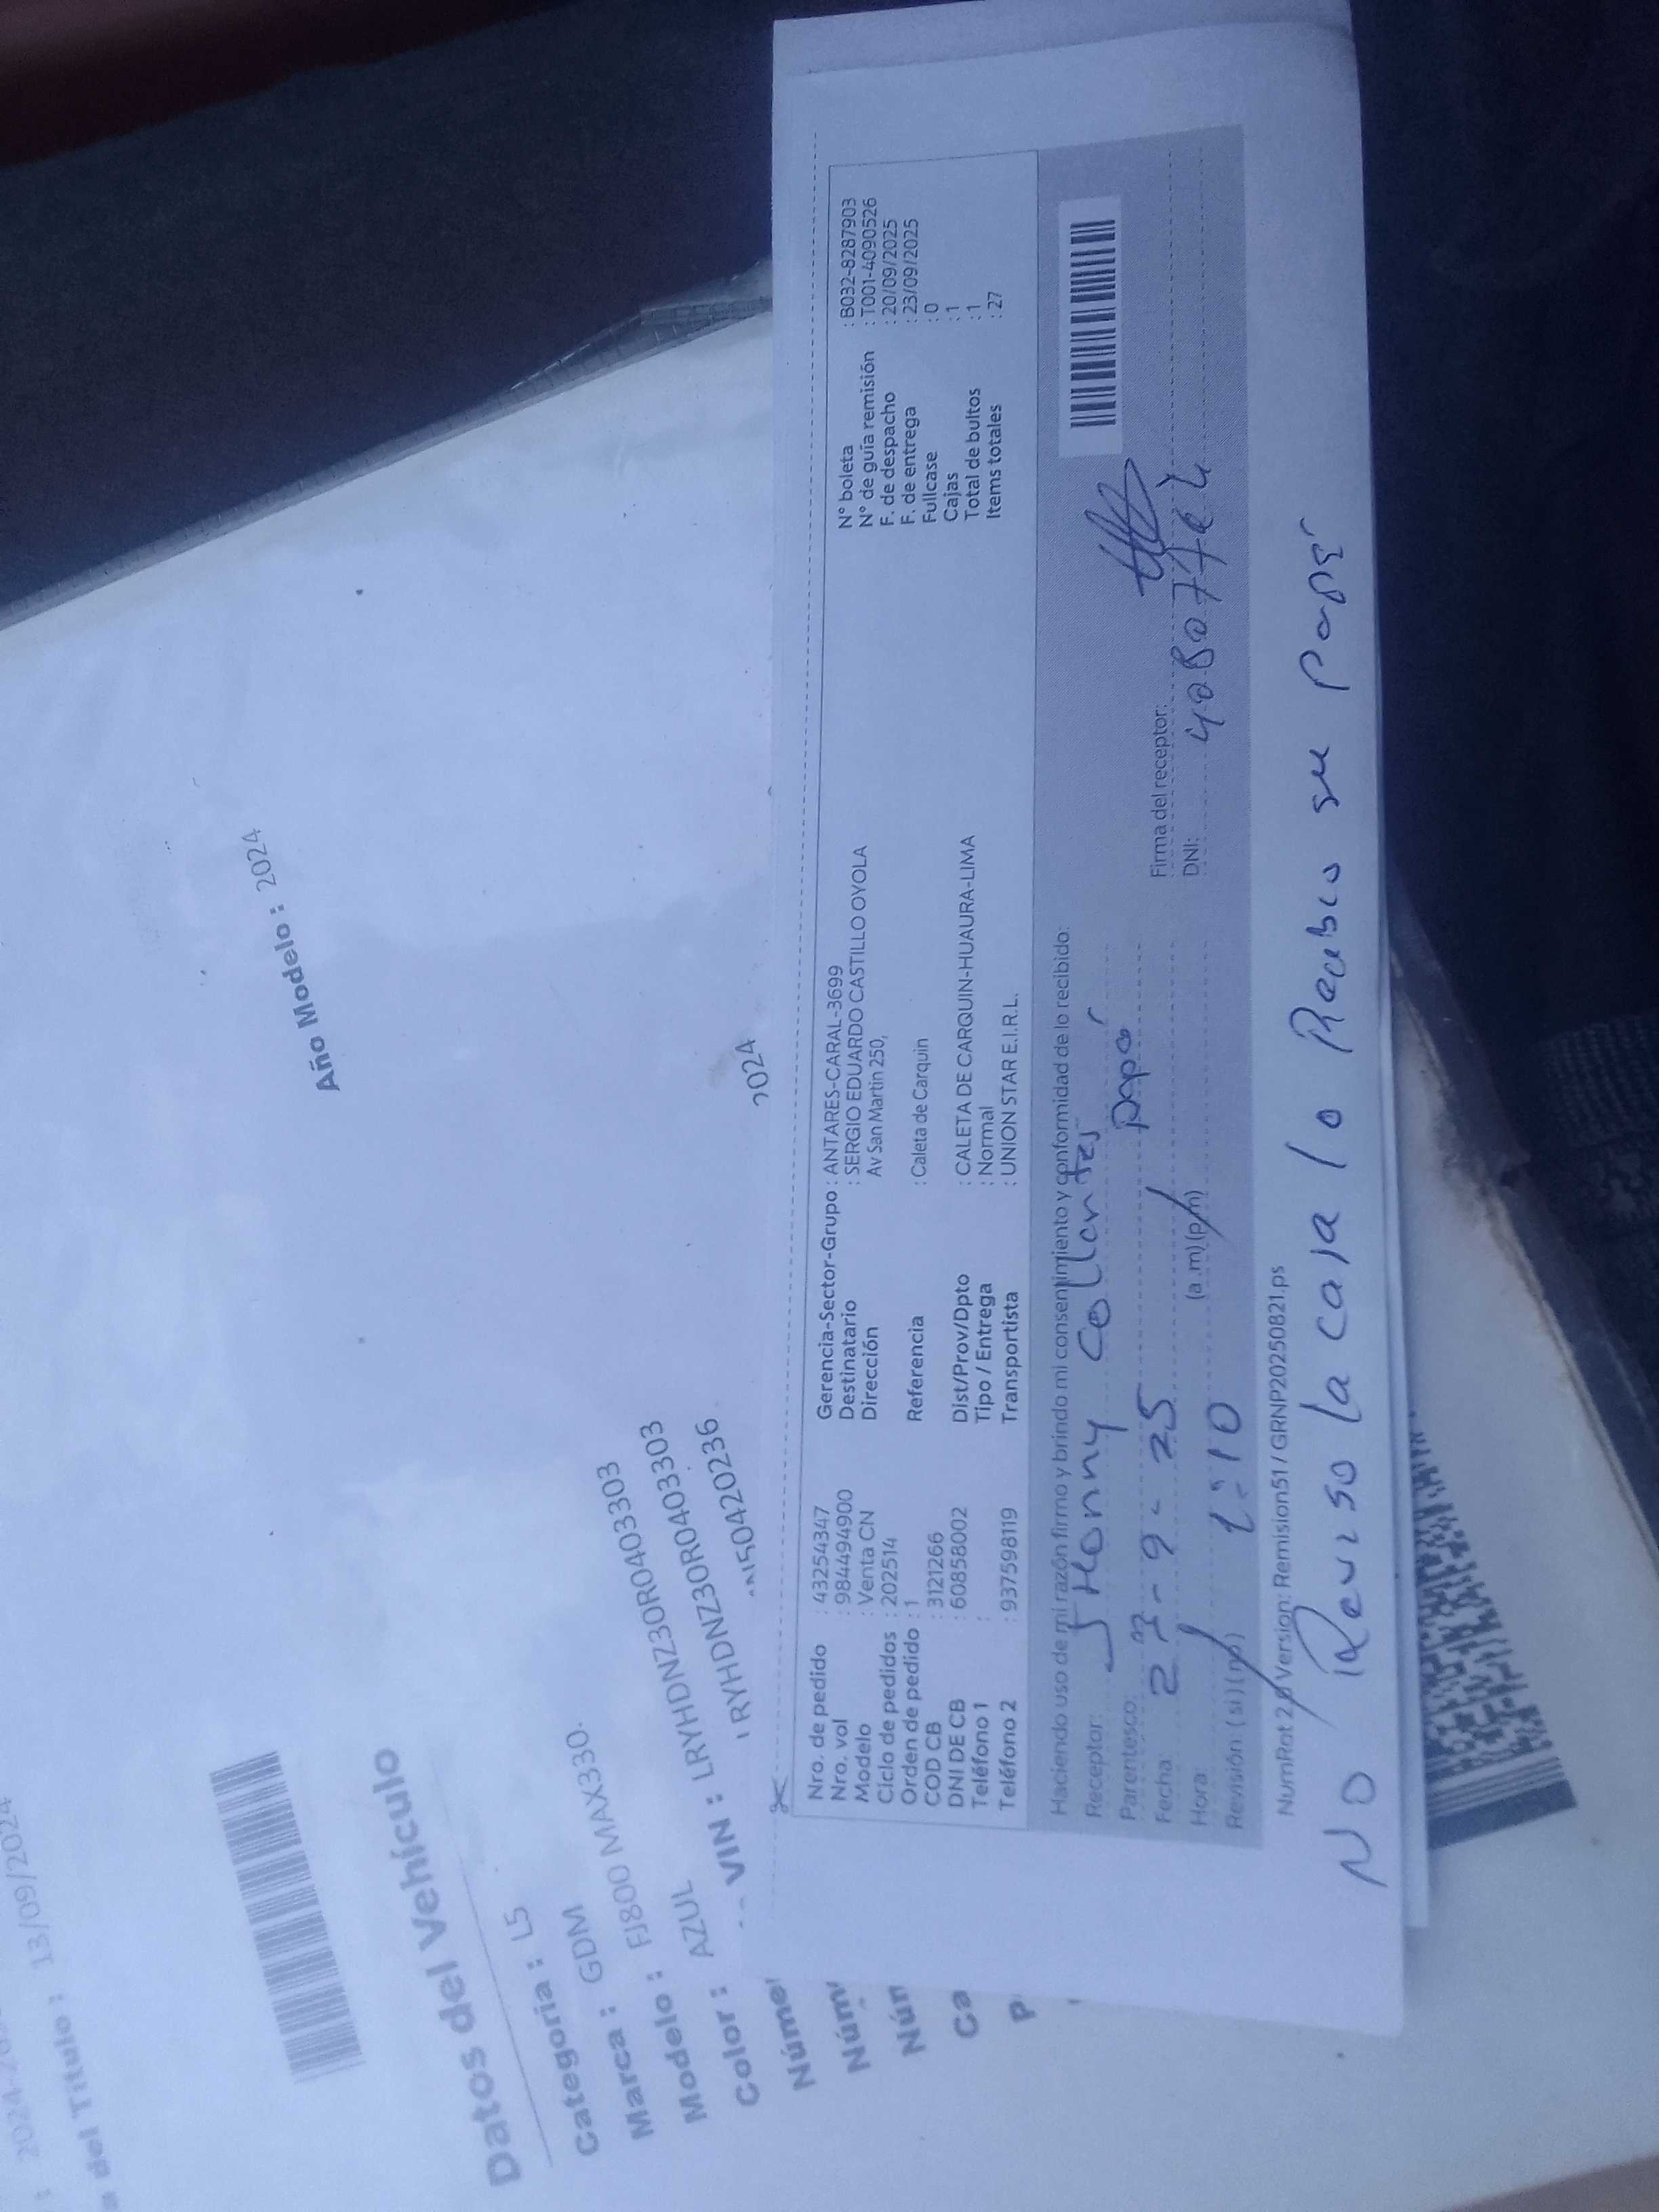 2024
del Titulo : 13/09/2024
Datos del Vehículo
Categoria : L5
Marca : GDM
Modelo : FJ800 MAX330.
Color : AZUL
Año Modelo : 2024
VIN : LRYHDNZ30R0403303
LRYHDNZ30R0403303
2024
Nro. de pedido : 43254347
Nro. vol : 984494900
Modelo : Venta CN
Ciclo de pedidos : 202514
Orden de pedido : 1
COD CB : 3121266
DNI DE CB : 60858002
Teléfono 1 :
Teléfono 2 : 937598119
Gerencia-Sector-Grupo : ANTARES-CARAL-3699
Destinatario : SERGIO EDUARDO CASTILLO OYOLA
Dirección Av San Martin 250,
Referencia : Caleta de Carquin
Dist/Prov/Dpto : CALETA DE CARQUIN-HUAURA-LIMA
Tipo / Entrega : Normal
Transportista : UNION STAR E.I.R.L.
N° boleta : B032-8287903
N° de guía remisión : T001-4090526
F. de despacho : 20/09/2025
F. de entrega : 23/09/2025
Fullcase : 0
Cajas : 1
Total de bultos : 1
Items totales : 27
Haciendo uso de mi razón firmo y brindo mi consentimiento y conformidad de lo recibido:
Receptor: Jhonny Collantes
Parentesco: papá
Fecha: 23-9-25
Hora: 1:10 (a.m)(p.m)
Revisión: (si)(no)
Firma del receptor:
DNI:
NumRot 2.0 Version: Remision51 / GRNP20250821.ps
NO Reviso la caja lo Recibio su Papá